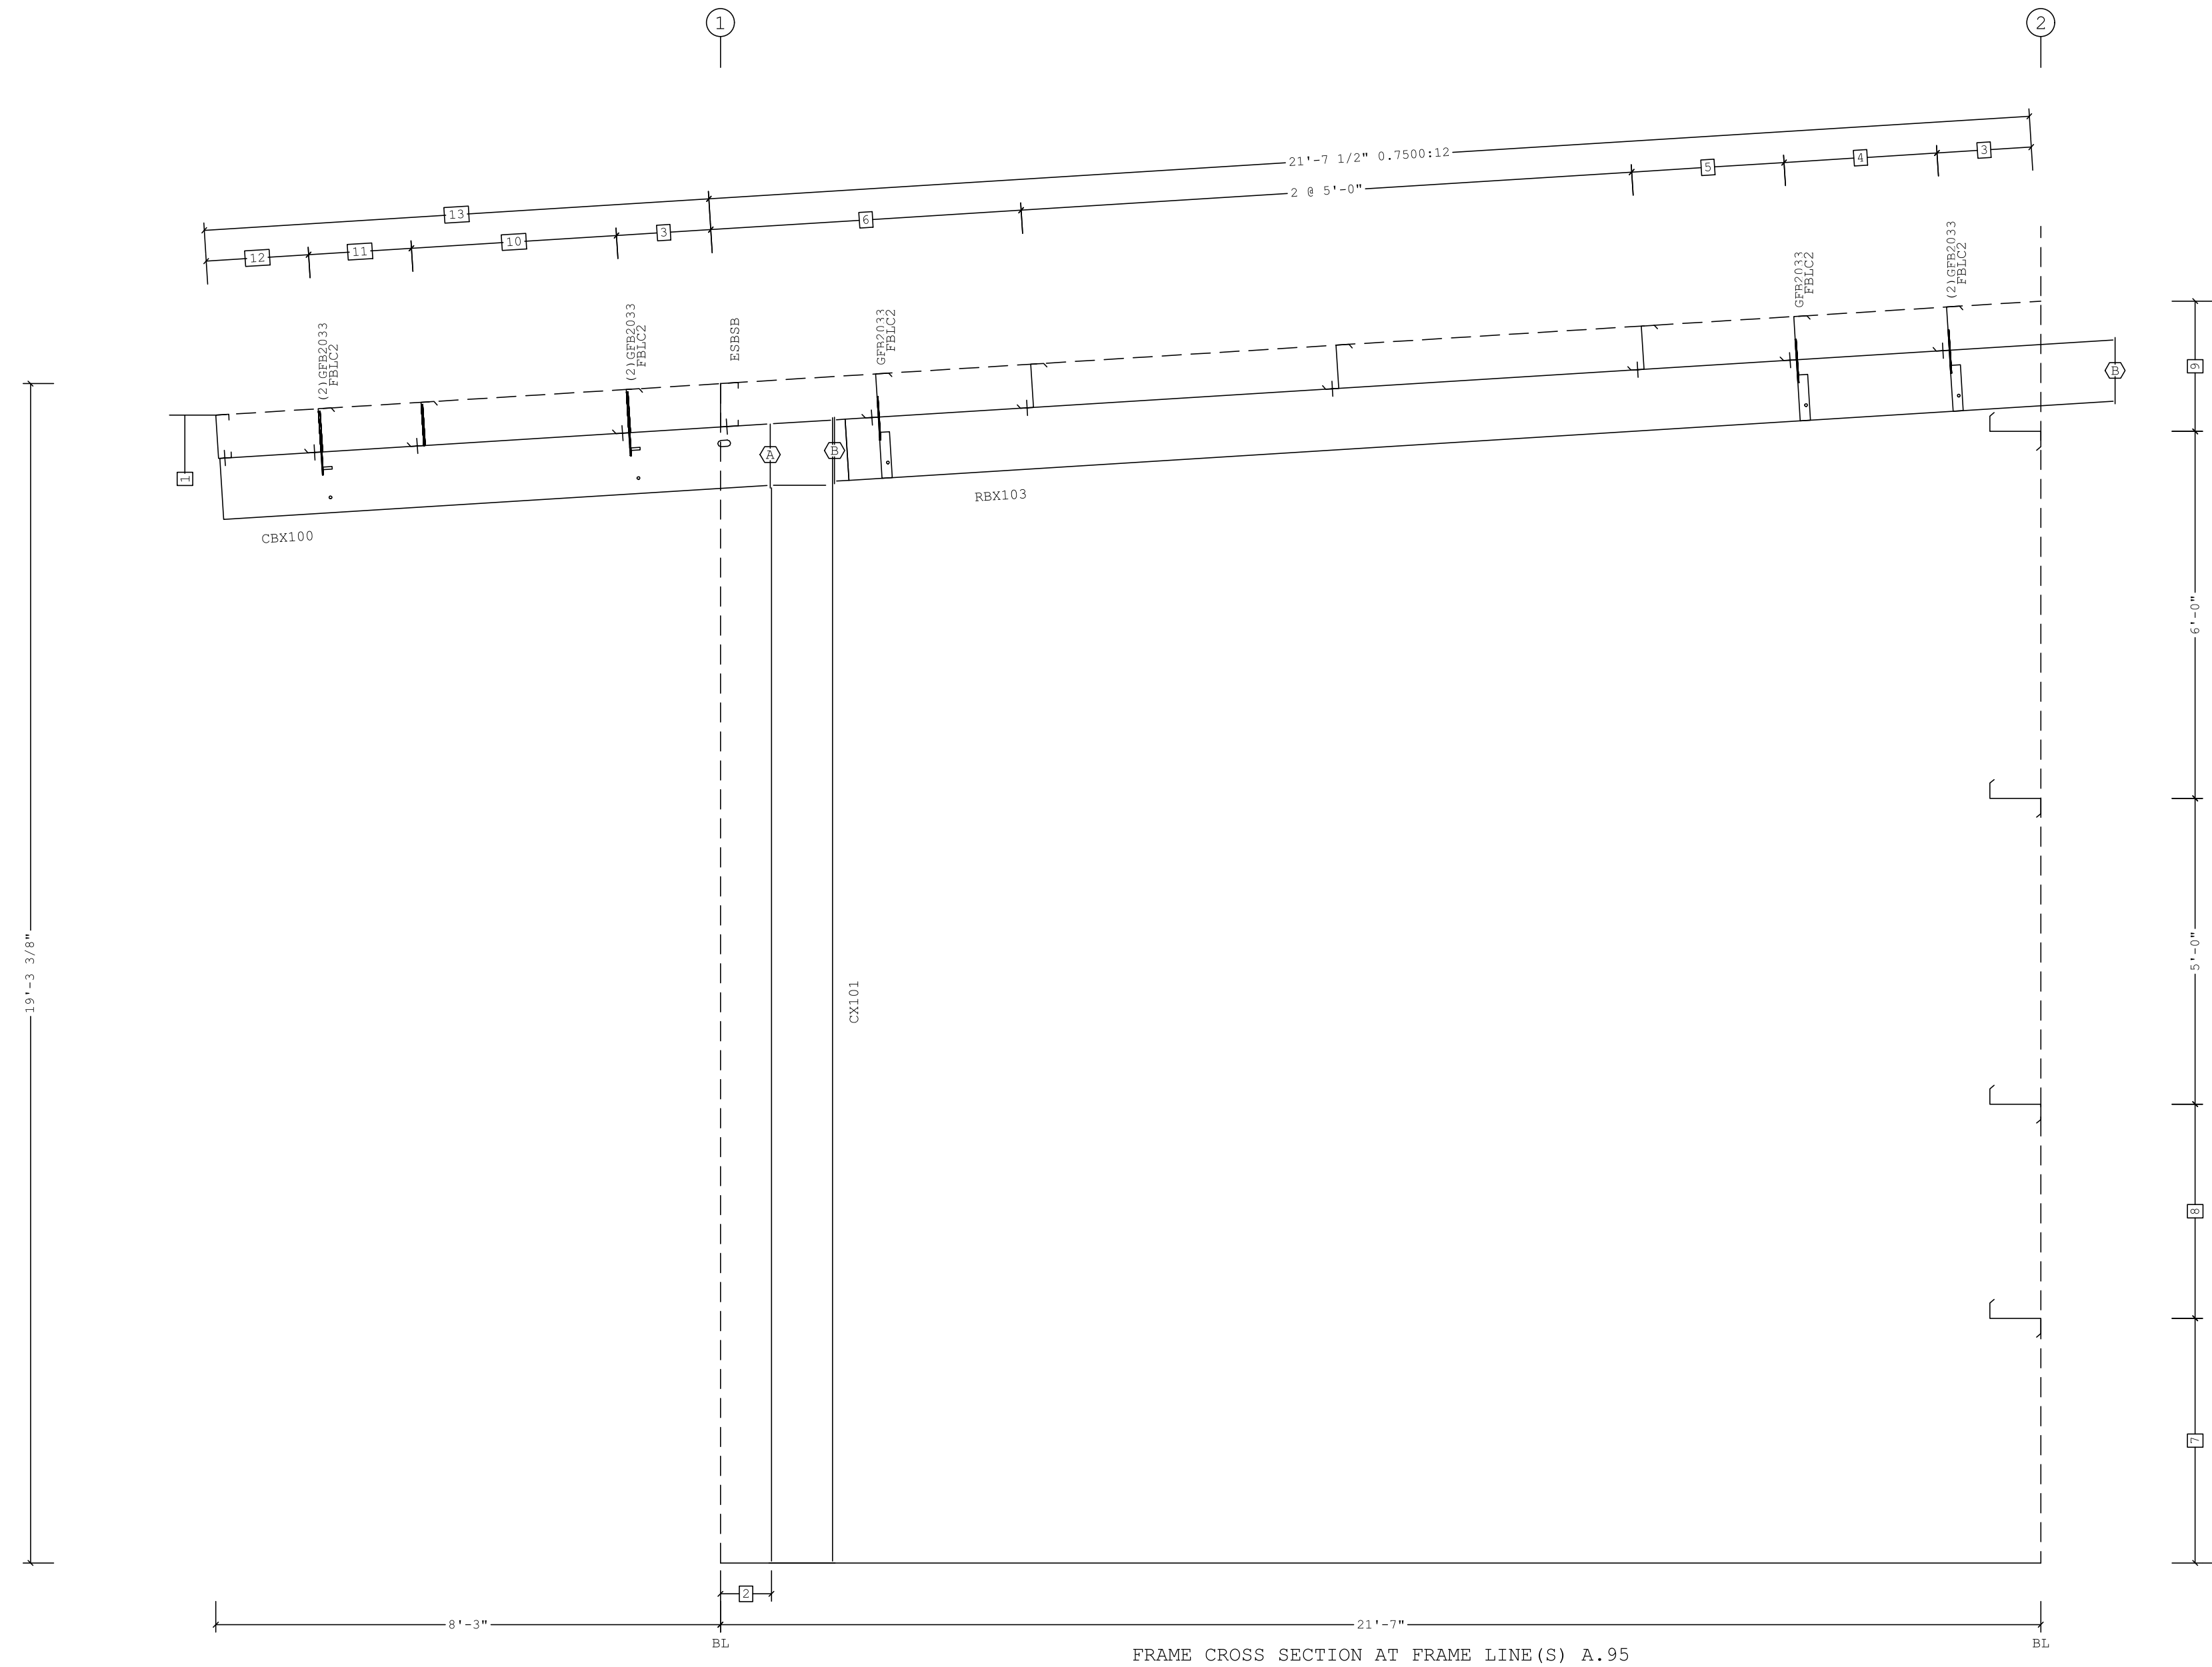 1
2
21'-7 1/2" 0.7500:12
13
2 @ 5'-0"
5
4
3
12
11
10
3
6
(2)GFB2033
FBLC2
(2)GFB2033
FBLC2
ESBSB
GFB2033
FBLC2
GFB2033
FBLC2
(2)GFB2033
FBLC2
1
A
B
B
9
CBX100
RBX103
6'-0"
19'-3 3/8"
CX101
5'-0"
8
7
2
8'-3"
21'-7"
BL
BL
FRAME CROSS SECTION AT FRAME LINE(S) A.95